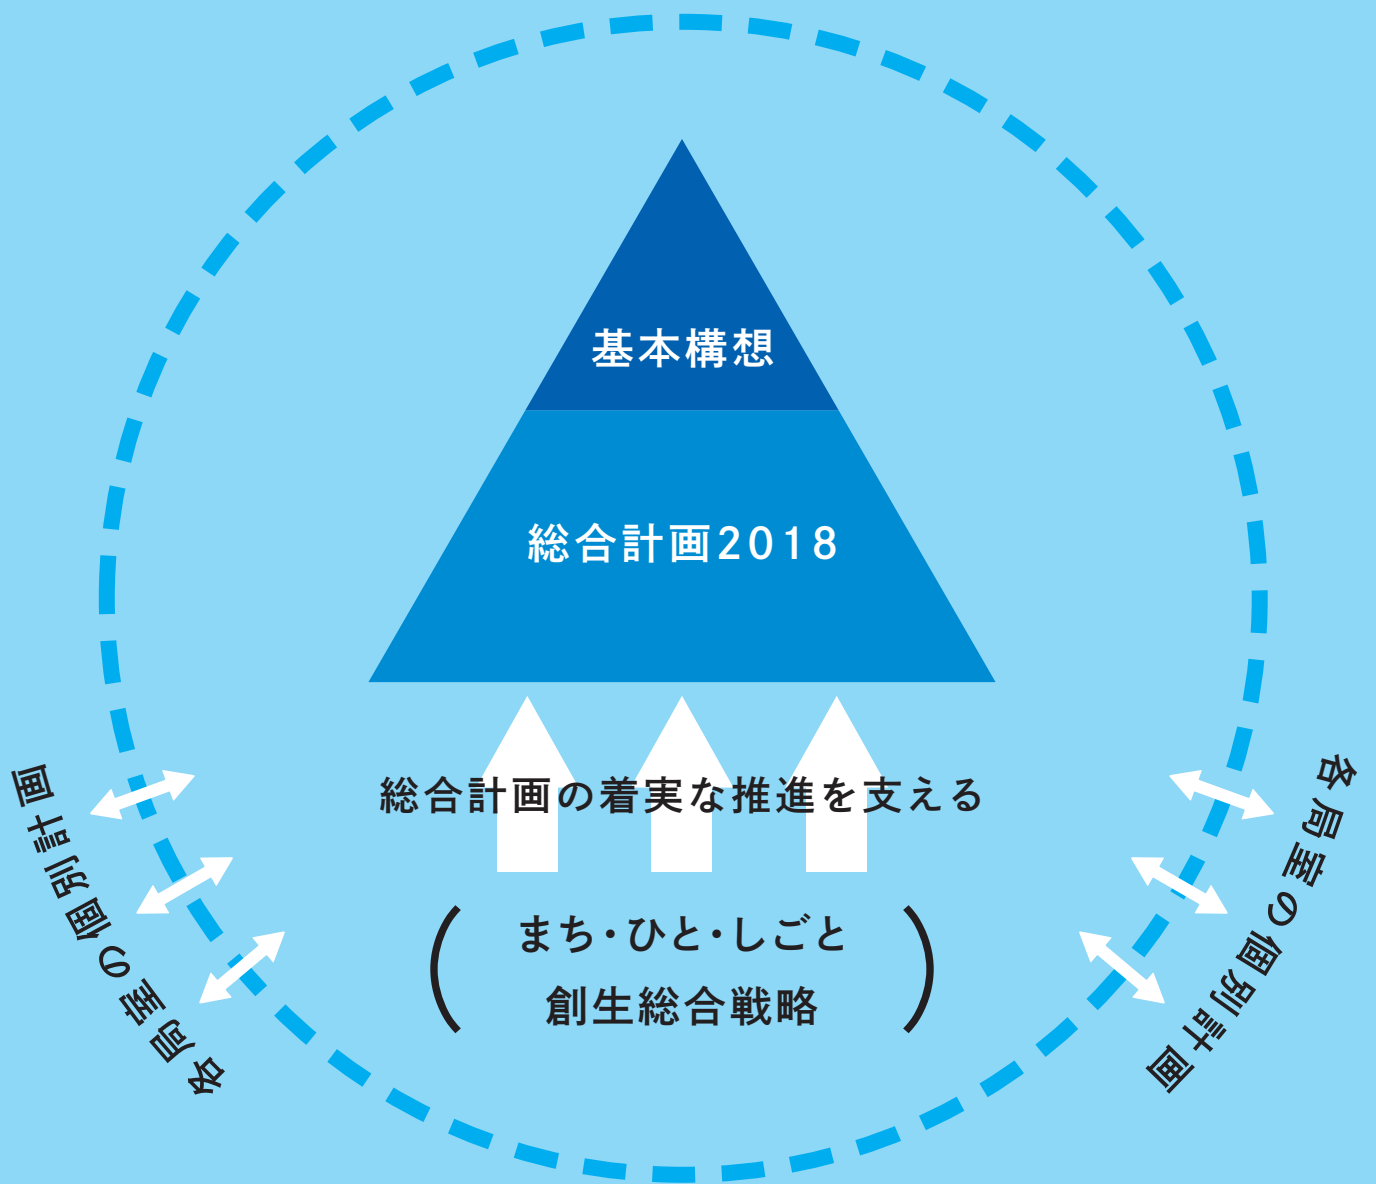 基本構想
総合計画2018
総合計画の着実な推進を支える
まち・ひと・しごと
創生総合戦略
各局室の個別計画
各局室の個別計画